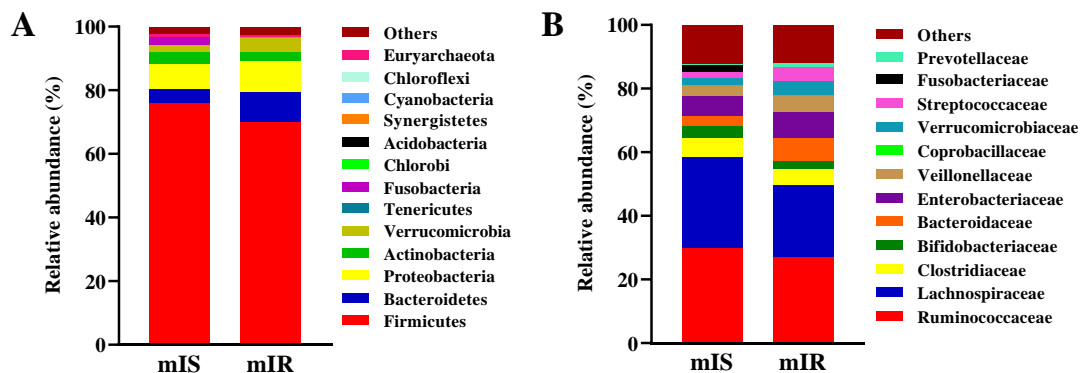 A
Relative abundance (%)
100
80
60
40
20
0
mIS
mIR
Others
Euryarchaeota
Chloroflexi
Cyanobacteria
Synergistetes
Acidobacteria
Chlorobi
Fusobacteria
Tenericutes
Verrucomicrobia
Actinobacteria
Proteobacteria
Bacteroidetes
Firmicutes
B
Relative abundance (%)
100
80
60
40
20
0
mIS
mIR
Others
Prevotellaceae
Fusobacteriaceae
Streptococcaceae
Verrucomicrobiaceae
Coprobacillaceae
Veillonellaceae
Enterobacteriaceae
Bacteroidaceae
Bifidobacteriaceae
Clostridiaceae
Lachnospiraceae
Ruminococcaceae